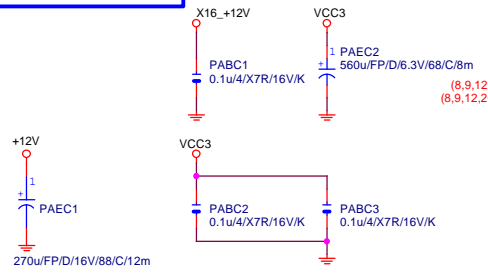 X16_+12V
VCC3
PABC1
0.1u/4/X7R/16V/K
+
1
PAEC2
560u/FP/D/6.3V/68/C/8m
(8,9,12
(8,9,12,2
+12V
+
1
PAEC1
270u/FP/D/16V/88/C/12m
VCC3
PABC2
0.1u/4/X7R/16V/K
PABC3
0.1u/4/X7R/16V/K